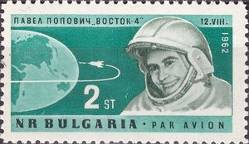 ПАВЕЛ ПОПОВИЧ „ВОСТОК-4" 12.VIII.
1962
2 ST
NR BULGARIA · PAR AVION